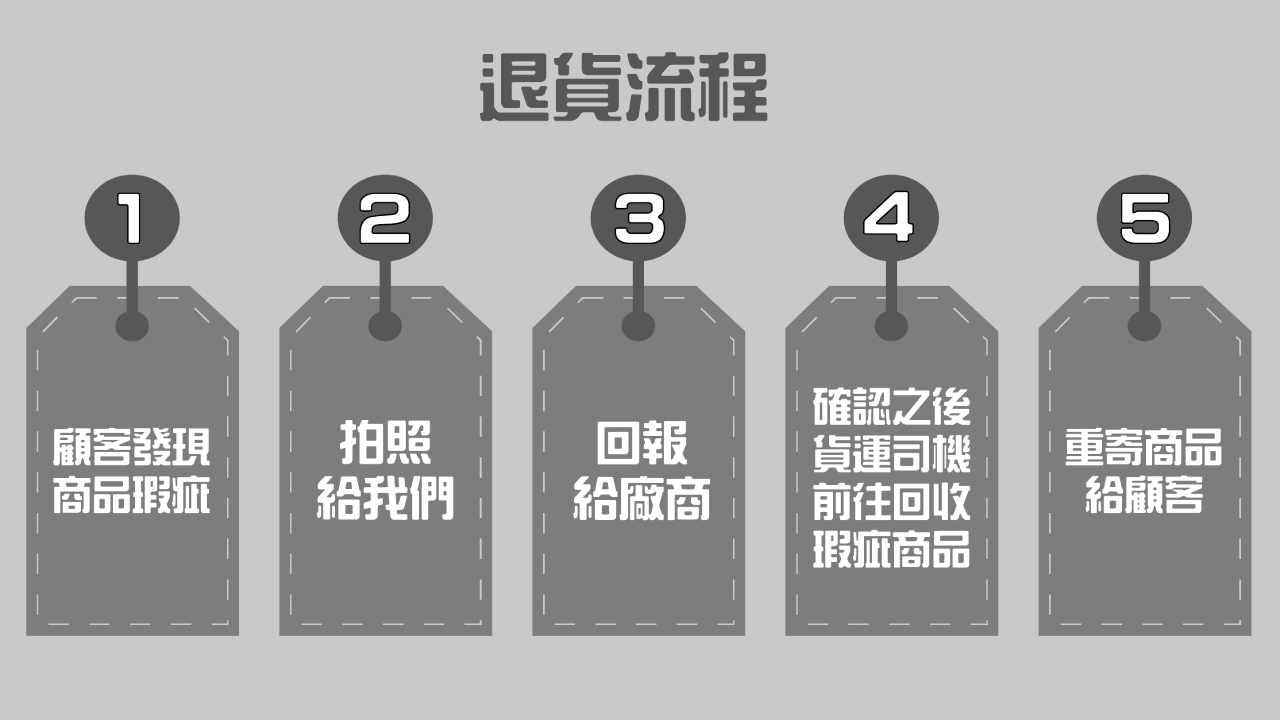 退貨流程
1
顧客發現
商品瑕疵
2
拍照
給我們
3
回報
給廠商
4
確認之後
貨運司機
前往回收
瑕疵商品
5
重寄商品
給顧客